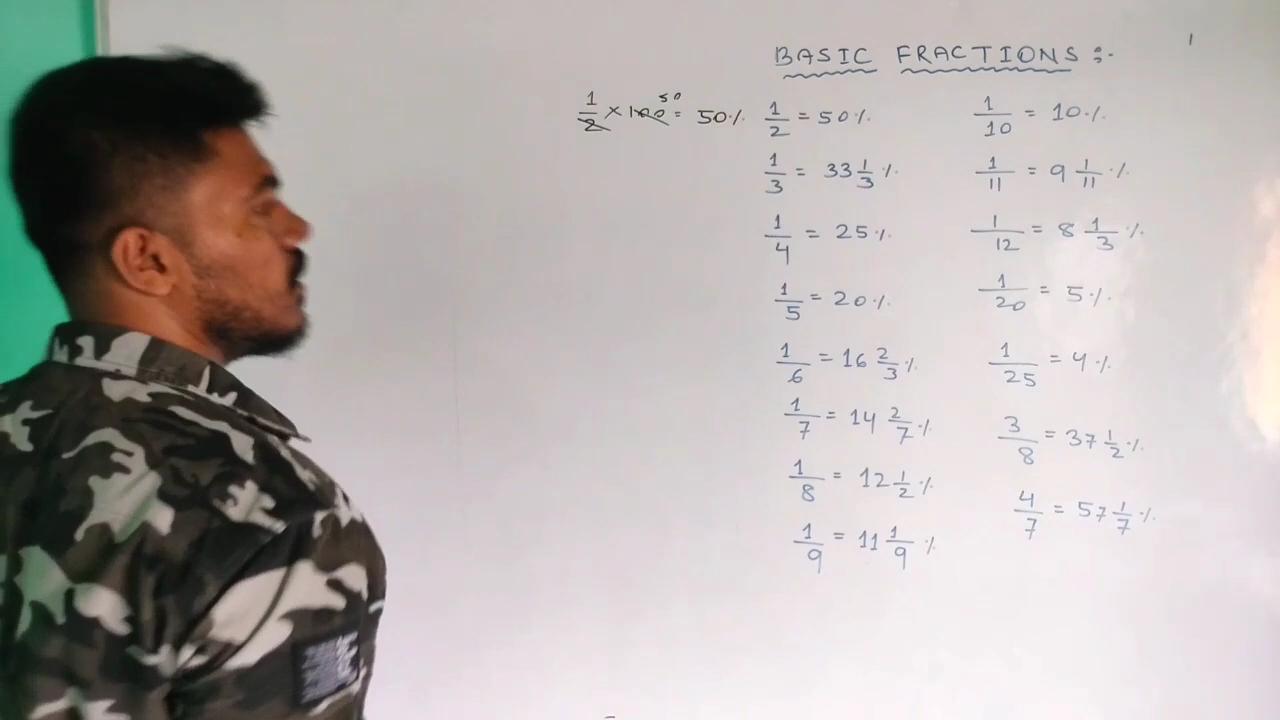 BASIC FRACTIONS :-
1/2 × 100 50 = 50%
1/2 = 50%
1/3 = 33 1/3 %
1/4 = 25%
1/5 = 20%
1/6 = 16 2/3 %
1/7 = 14 2/7 %
1/8 = 12 1/2 %
1/9 = 11 1/9 %
1/10 = 10%
1/11 = 9 1/11 %
1/12 = 8 1/3 %
1/20 = 5%
1/25 = 4%
3/8 = 37 1/2 %
4/7 = 57 1/7 %